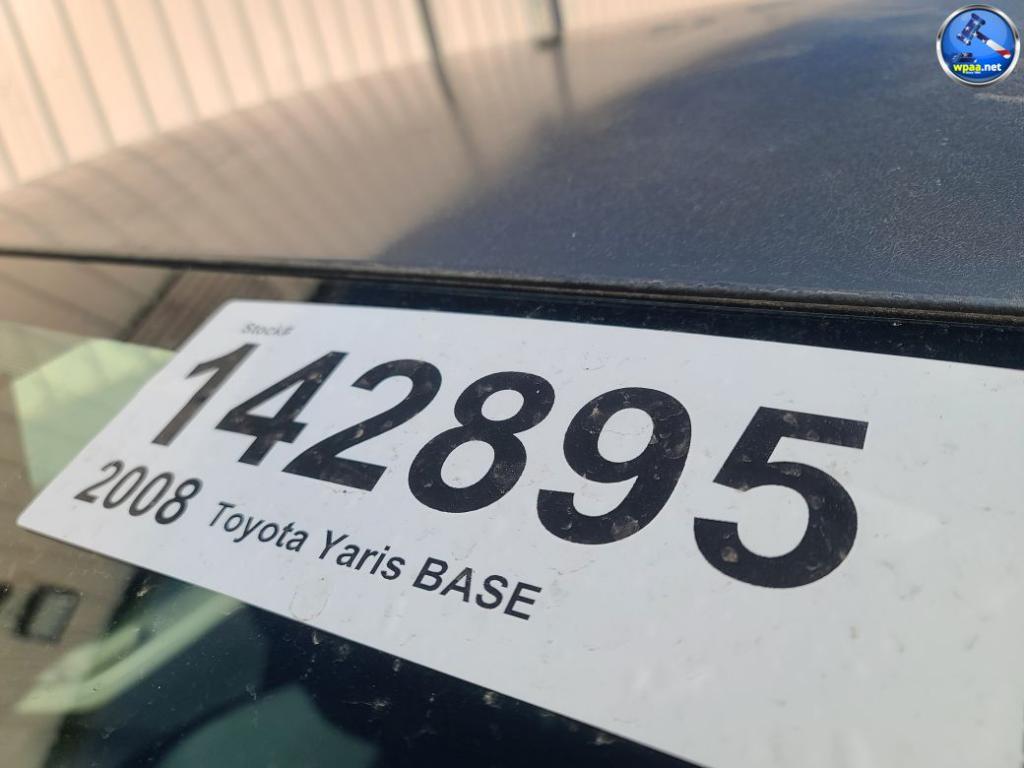 wpaa.net
Stock#:
142895
2008 Toyota Yaris BASE